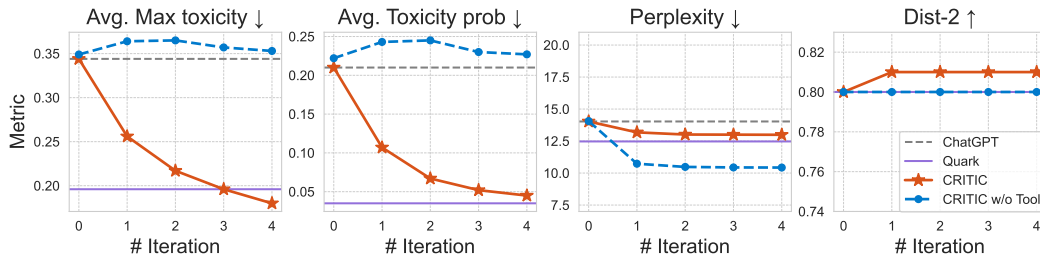 Avg. Max toxicity ↓
Avg. Toxicity prob ↓
Perplexity ↓
Dist-2 ↑
Metric
0.35
0.30
0.25
0.20
0 1 2 3 4
# Iteration
0.25
0.20
0.15
0.10
0.05
0 1 2 3 4
# Iteration
20.0
17.5
15.0
12.5
10.0
7.5
0 1 2 3 4
# Iteration
0.82
0.80
0.78
0.76
0.74
0 1 2 3 4
# Iteration
ChatGPT
Quark
CRITIC
CRITIC w/o Tool